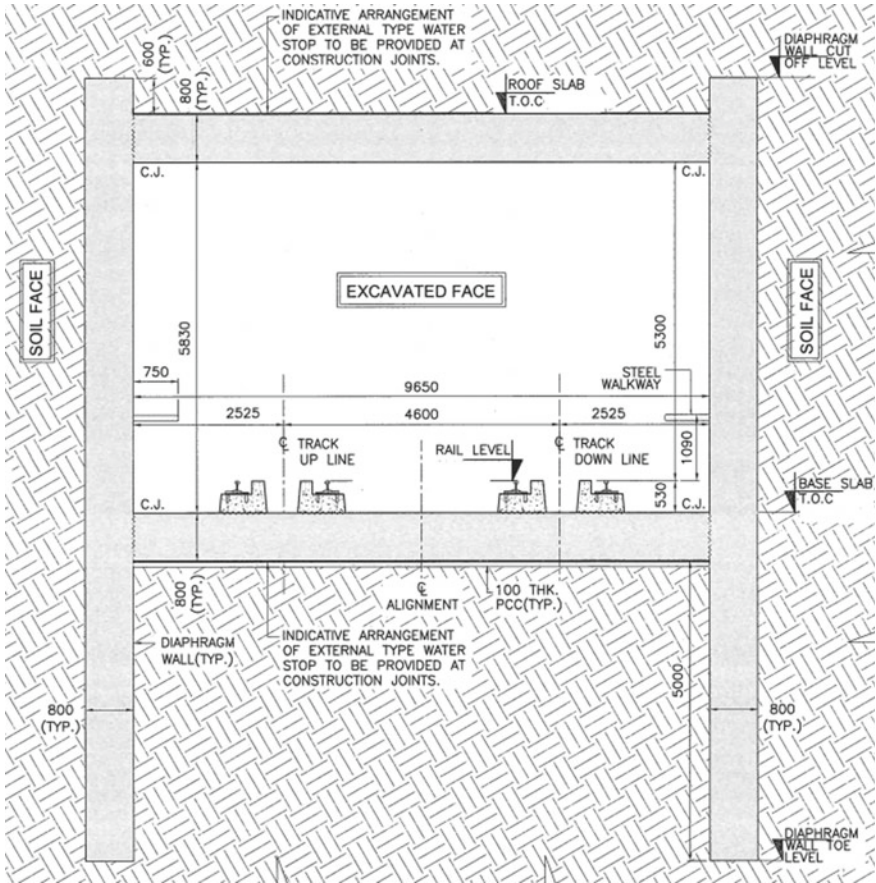 INDICATIVE ARRANGEMENT
OF EXTERNAL TYPE WATER
STOP TO BE PROVIDED AT
CONSTRUCTION JOINTS.
DIAPHRAGM
WALL CUT
OFF LEVEL
600
(TYP.)
800
(TYP.)
ROOF SLAB
T.O.C
C.J.
C.J.
SOIL FACE
EXCAVATED FACE
SOIL FACE
5830
5300
750
STEEL
WALKWAY
9650
2525
4600
2525
℄ TRACK
UP LINE
RAIL LEVEL
℄ TRACK
DOWN LINE
1090
530
BASE SLAB
T.O.C
C.J.
C.J.
800
(TYP.)
℄
ALIGNMENT
100 THK.
PCC(TYP.)
DIAPHRAGM
WALL(TYP.)
INDICATIVE ARRANGEMENT
OF EXTERNAL TYPE WATER
STOP TO BE PROVIDED AT
CONSTRUCTION JOINTS.
5000
800
(TYP.)
800
(TYP.)
DIAPHRAGM
WALL TOE
LEVEL